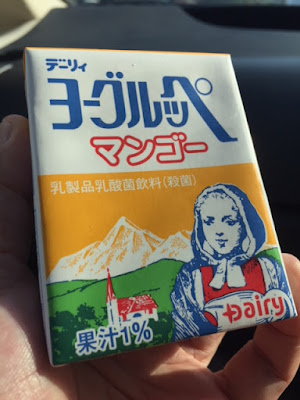 デーリィ
ヨーグルッペ
マンゴー
乳製品乳酸菌飲料(殺菌)
果汁1%
Dairy